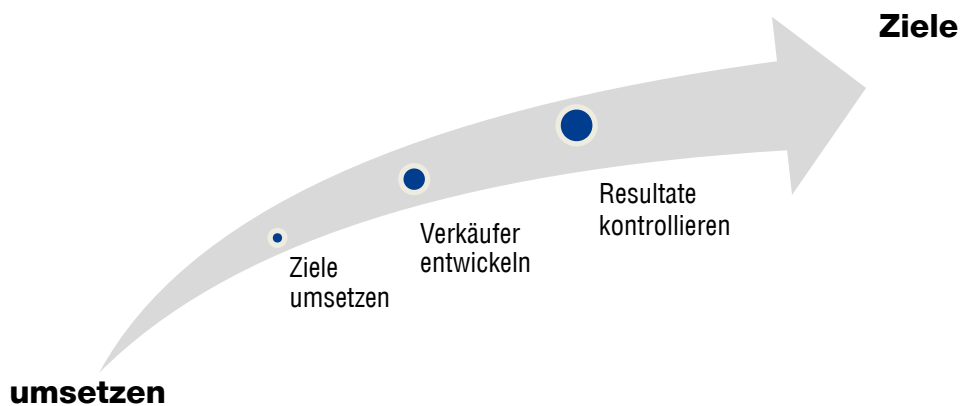 Ziele
Resultate
kontrollieren
Verkäufer
entwickeln
Ziele
umsetzen
umsetzen